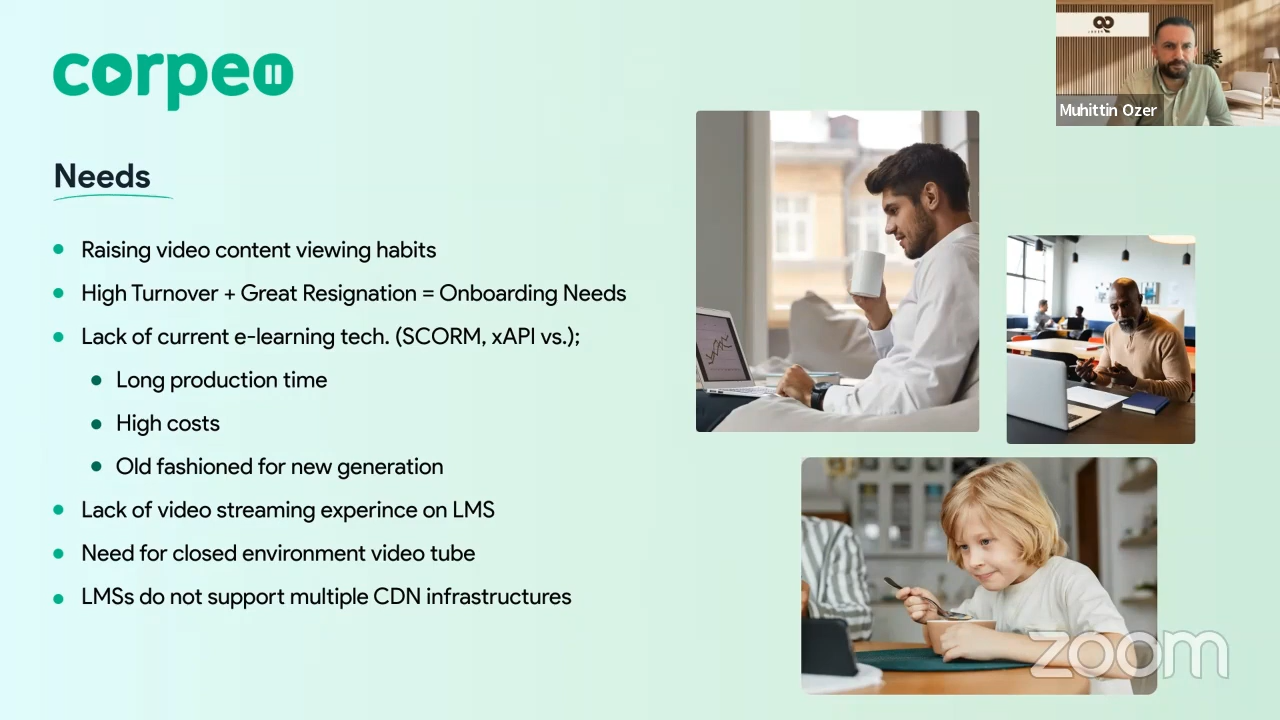 corpeo
Muhittin Ozer
Needs
Raising video content viewing habits
High Turnover + Great Resignation = Onboarding Needs
Lack of current e-learning tech. (SCORM, xAPI vs.);
Long production time
High costs
Old fashioned for new generation
Lack of video streaming experince on LMS
Need for closed environment video tube
LMSs do not support multiple CDN infrastructures
zoom